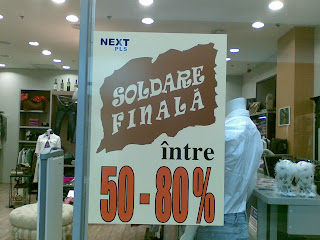 NEXT
PLS
SOLDARE
FINALĂ
între
50-80%